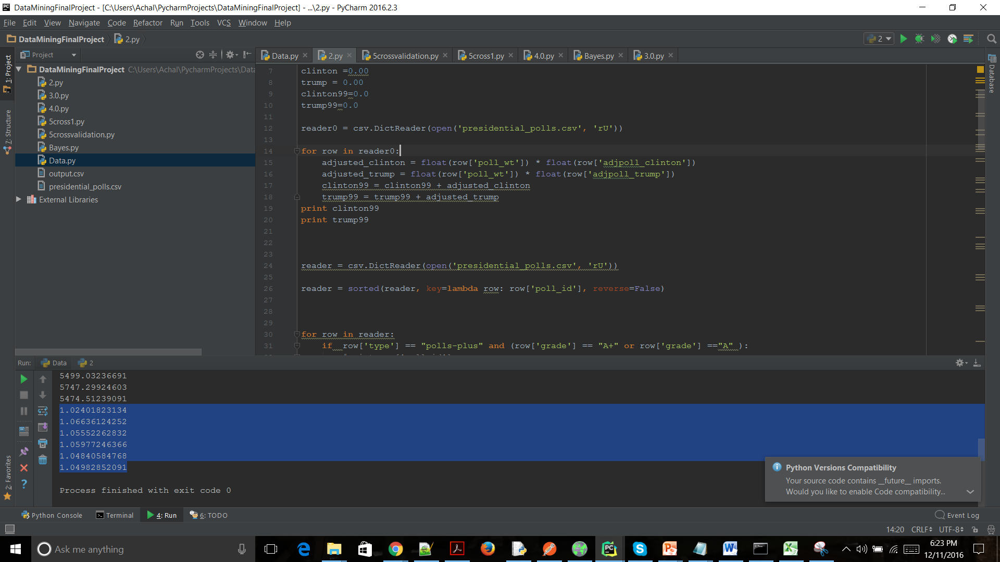 DataMiningFinalProject - [C:\Users\Achal\PycharmProjects\DataMiningFinalProject] - ...\2.py - PyCharm 2016.2.3
File Edit View Navigate Code Refactor Run Tools VCS Window Help
DataMiningFinalProject 2.py
2
Project
Data.py 2.py 5crossvalidation.py 5cross1.py 4.0.py Bayes.py 3.0.py
1: Project
7: Structure
2: Favorites
Database
DataMiningFinalProject C:\Users\Achal\PycharmProjects\Data
2.py
3.0.py
4.0.py
5cross1.py
5crossvalidation.py
Bayes.py
Data.py
output.csv
presidential_polls.csv
External Libraries
7 clinton =0.00
8 trump = 0.00
9 clinton99=0.0
10 trump99=0.0
11
12 reader0 = csv.DictReader(open('presidential_polls.csv', 'rU'))
13
14 for row in reader0:
15 adjusted_clinton = float(row['poll_wt']) * float(row['adjpoll_clinton'])
16 adjusted_trump = float(row['poll_wt']) * float(row['adjpoll_trump'])
17 clinton99 = clinton99 + adjusted_clinton
18 trump99 = trump99 + adjusted_trump
19 print clinton99
20 print trump99
21
22
23
24 reader = csv.DictReader(open('presidential_polls.csv', 'rU'))
25
26 reader = sorted(reader, key=lambda row: row['poll_id'], reverse=False)
27
28
29
30 for row in reader:
31 if row['type'] == "polls-plus" and (row['grade'] == "A+" or row['grade'] =="A" ):
Run: Data 2
5499.03236691
5747.29924603
5474.51239091
1.02401823134
1.06636124252
1.05552262832
1.05977246366
1.04840584768
1.04982852091
Process finished with exit code 0
Python Versions Compatibility
Your source code contains __future__ imports.
Would you like to enable Code compatibility...
Python Console Terminal 4: Run 6: TODO Event Log
14:20 CRLF UTF-8
Ask me anything
6:23 PM
12/11/2016